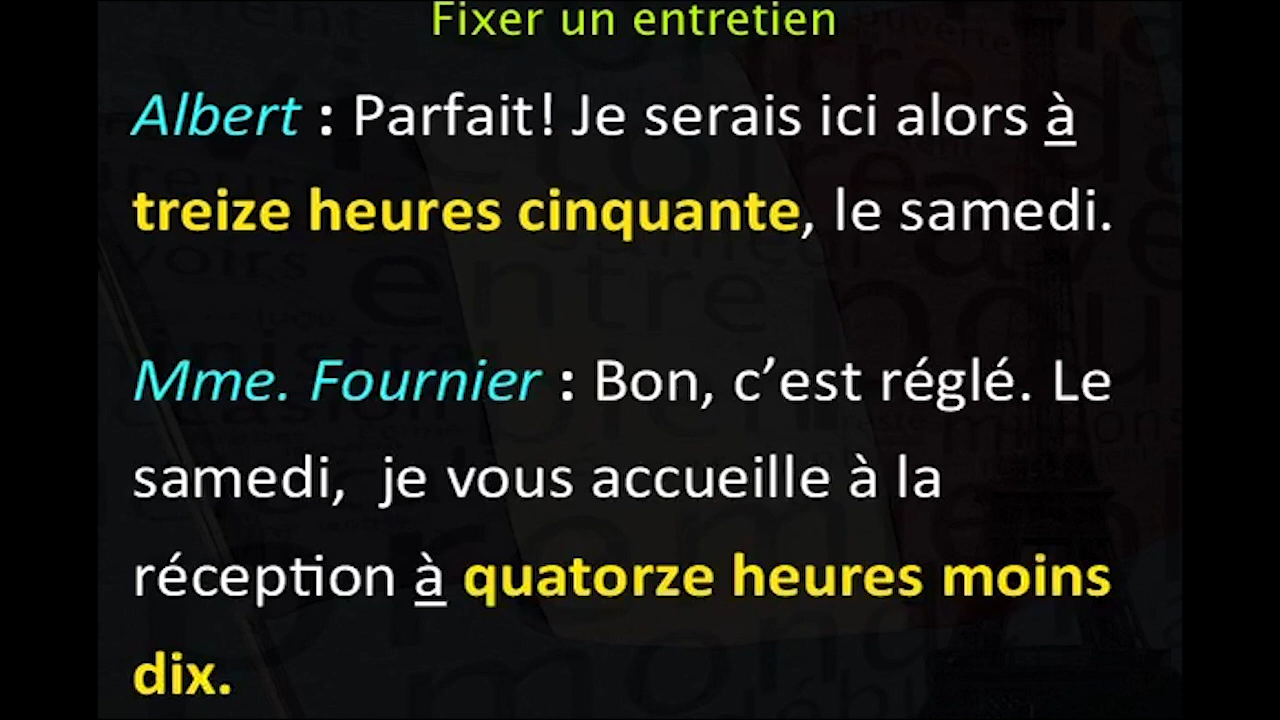 Fixer un entretien
Albert : Parfait! Je serais ici alors à
treize heures cinquante, le samedi.
Mme. Fournier : Bon, c’est réglé. Le
samedi, je vous accueille à la
réception à quatorze heures moins
dix.